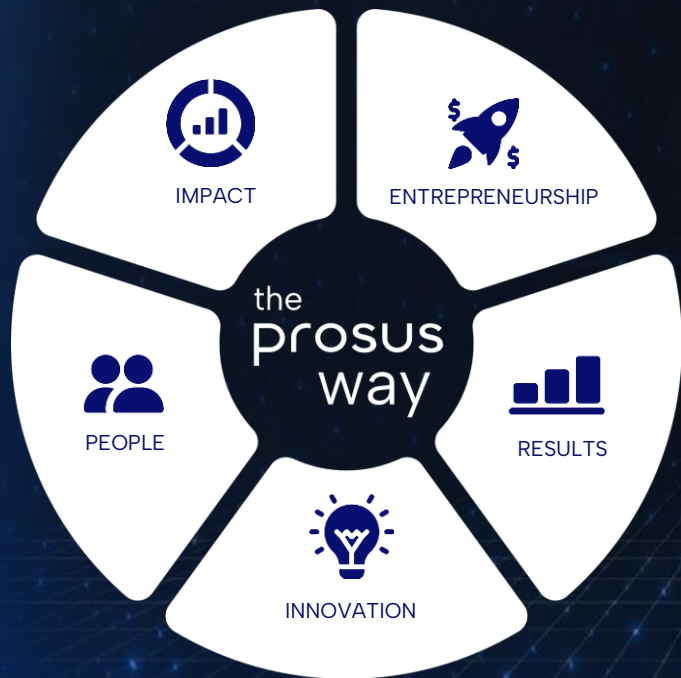 IMPACT
ENTREPRENEURSHIP
the
prosus
way
PEOPLE
RESULTS
INNOVATION